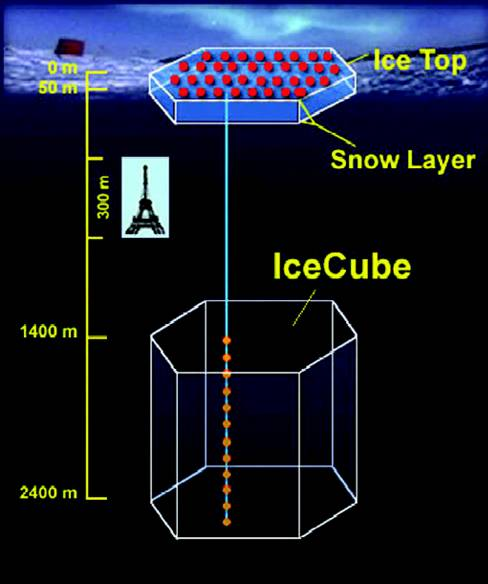 Ice Top
0 m
50 m
Snow Layer
300 m
IceCube
1400 m
2400 m